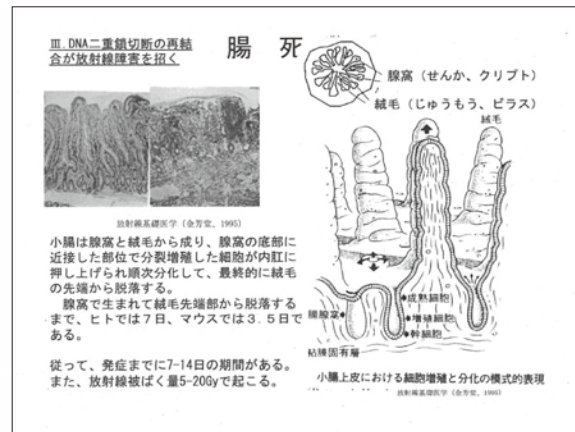 Ⅲ.DNA二重鎖切断の再結
合が放射線障害を招く
腸 死
腺窩（せんか、クリプト）
絨毛（じゅうもう、ビラス）
絨毛
放射線基礎医学（金芳堂、1995）
小腸は腺窩と絨毛から成り、腺窩の底部に
近接した部位で分裂増殖した細胞が内肛に
押し上げられ順次分化して、最終的に絨毛
の先端から脱落する。
腺窩で生まれて絨毛先端部から脱落する
まで、ヒトでは７日、マウスでは３．５日で
ある。
従って、発症までに7-14日の期間がある。
また、放射線被ばく量5-20Gyで起こる。
成熟細胞
腸腺窩
増殖細胞
幹細胞
粘膜固有層
小腸上皮における細胞増殖と分化の模式的表現
放射線基礎医学（金芳堂、1995）